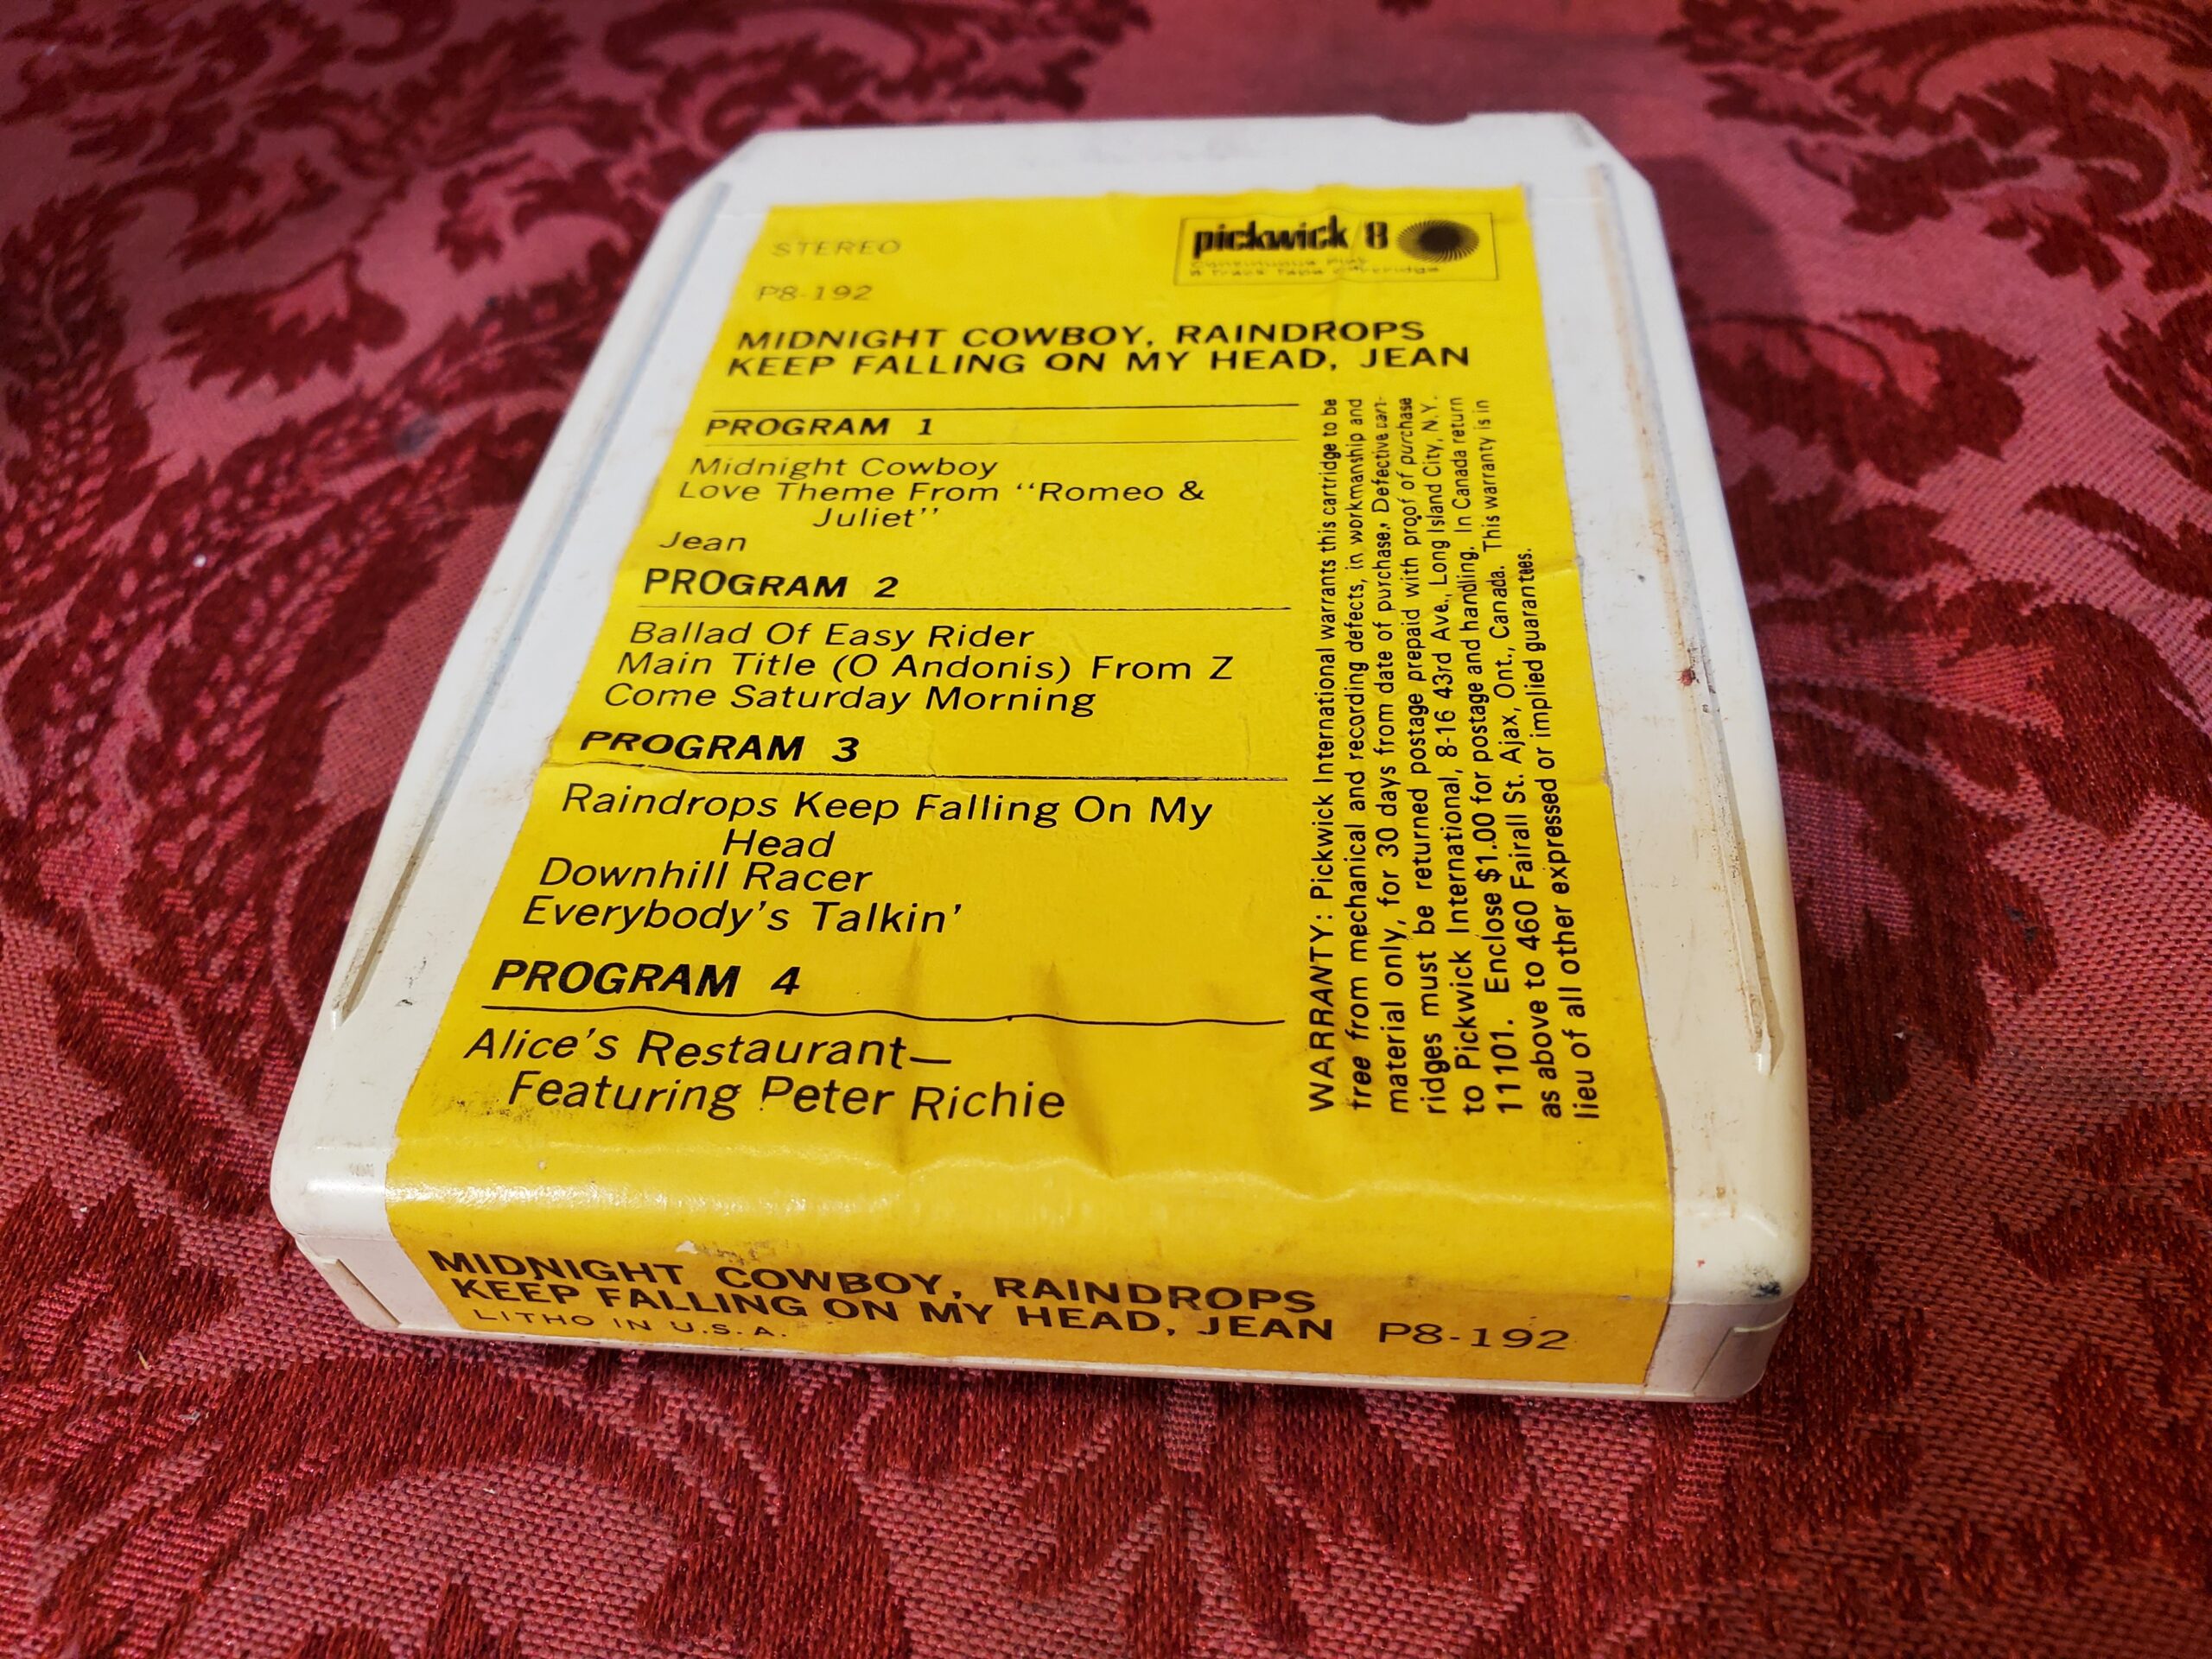 STEREO
pickwick/8
Continuous Play
8 Track Tape Cartridge
P8-192
MIDNIGHT COWBOY, RAINDROPS
KEEP FALLING ON MY HEAD, JEAN
PROGRAM 1
Midnight Cowboy
Love Theme From "Romeo &
Juliet"
Jean
PROGRAM 2
Ballad Of Easy Rider
Main Title (O Andonis) From Z
Come Saturday Morning
PROGRAM 3
Raindrops Keep Falling On My
Head
Downhill Racer
Everybody's Talkin'
PROGRAM 4
Alice's Restaurant—
Featuring Peter Richie
WARRANTY: Pickwick International warrants this cartridge to be
free from mechanical and recording defects, in workmanship and
material only, for 30 days from date of purchase. Defective cart-
ridges must be returned postage prepaid with proof of purchase
to Pickwick International, 8-16 43rd Ave., Long Island City, N.Y.
11101. Enclose $1.00 for postage and handling. In Canada return
as above to 460 Fairall St. Ajax, Ont., Canada. This warranty is in
lieu of all other expressed or implied guarantees.
MIDNIGHT COWBOY, RAINDROPS
KEEP FALLING ON MY HEAD, JEAN P8-192
LITHO IN U.S.A.